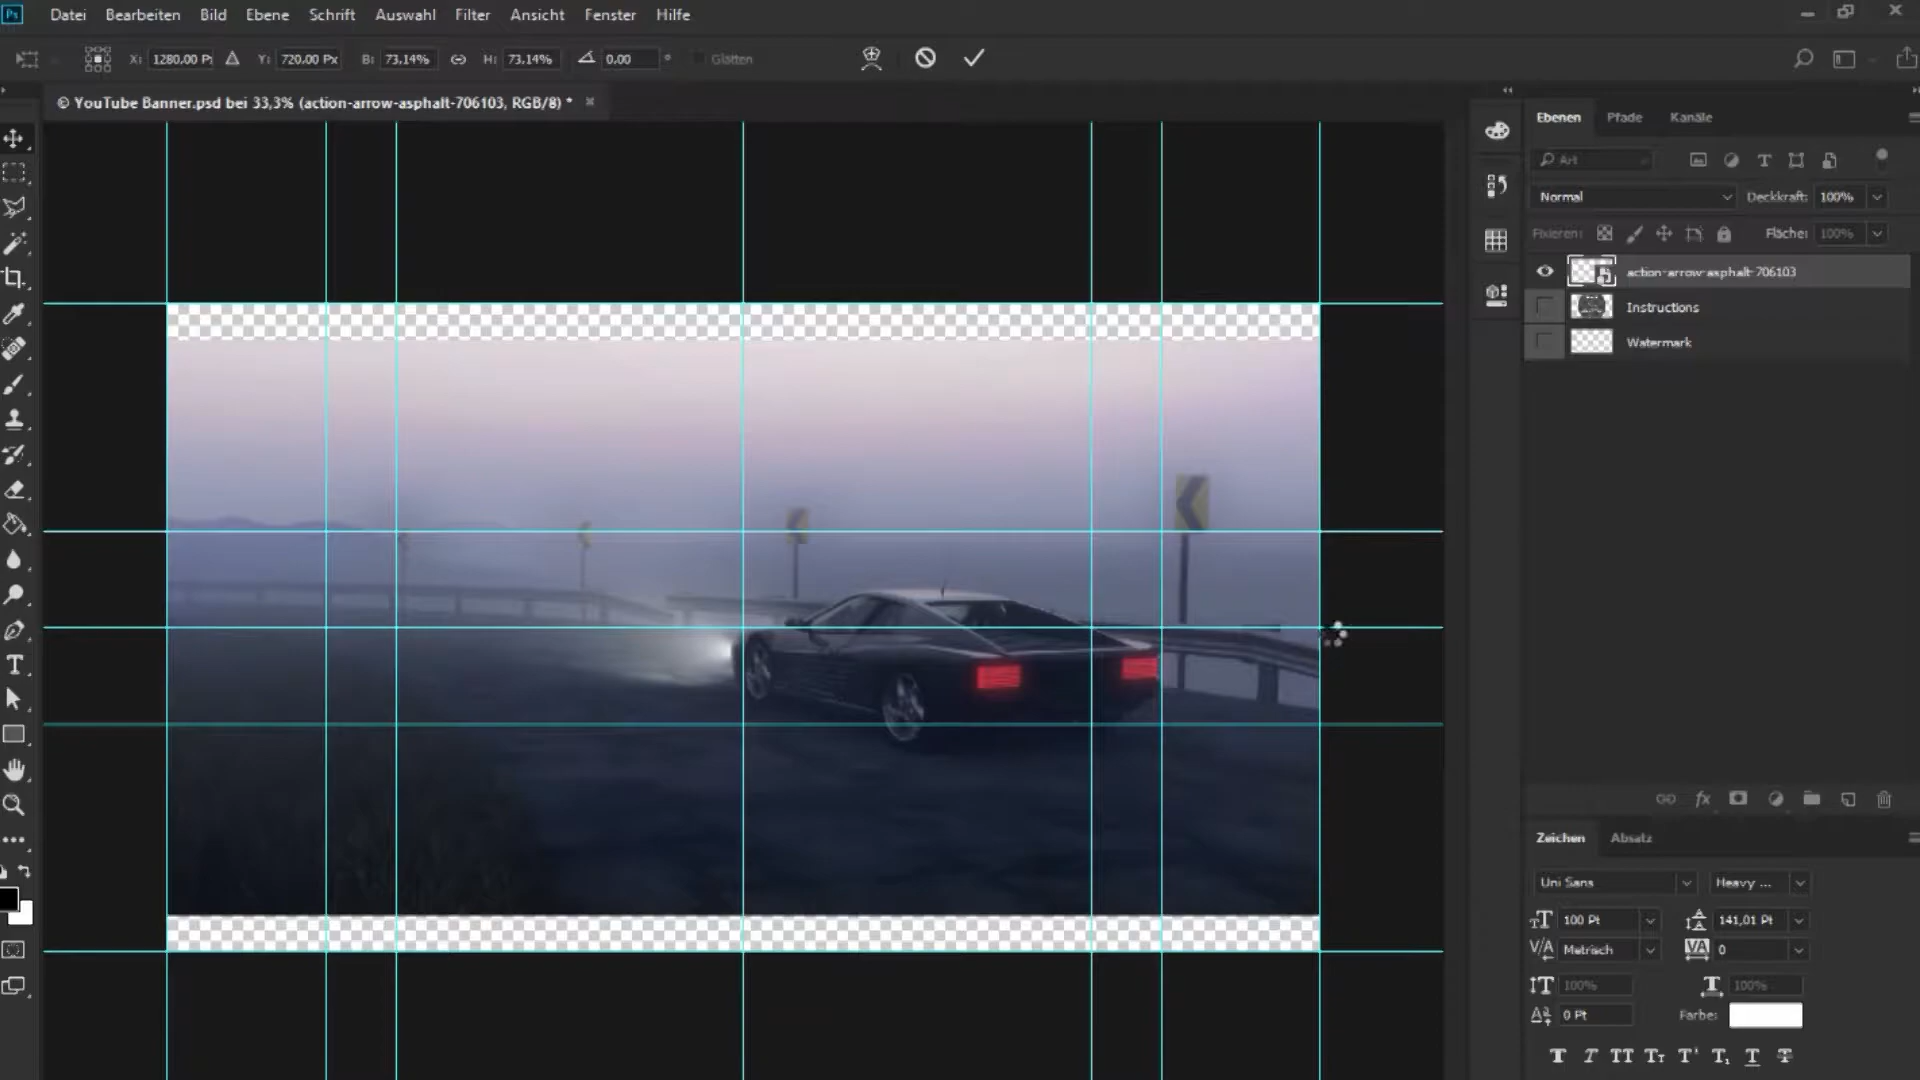 Ps Datei Bearbeiten Bild Ebene Schrift Auswahl Filter Ansicht Fenster Hilfe
X: 1280,00 Px Y: 720,00 Px B: 73,14% H: 73,14% 0,00 ° Glätten
© YouTube Banner.psd bei 33,3% (action-arrow-asphalt-706103, RGB/8) *
Ebenen Pfade Kanäle
Art
Normal Deckkraft: 100%
Fixieren: Fläche: 100%
action-arrow-asphalt-706103
Instructions
Watermark
fx
Zeichen Absatz
Uni Sans Heavy ...
100 Pt 141,01 Pt
Metrisch 0
100% 100%
0 Pt Farbe: